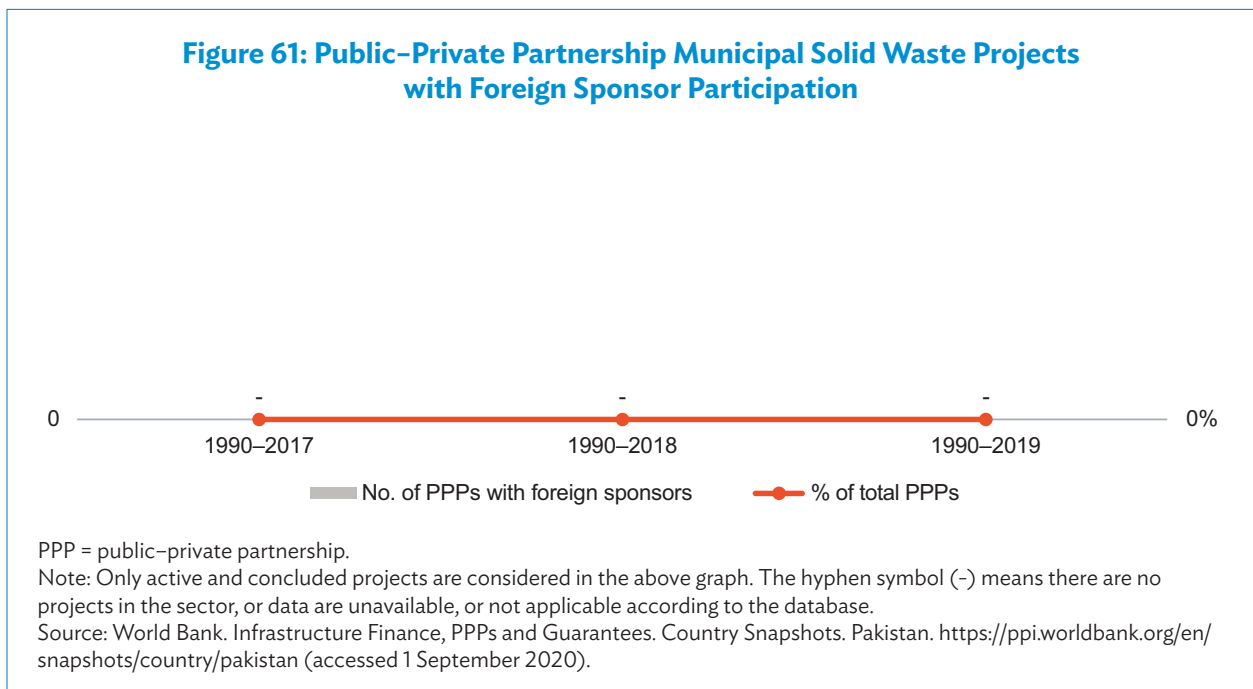 Figure 61: Public–Private Partnership Municipal Solid Waste Projects
with Foreign Sponsor Participation
- - -
0 0%
1990–2017 1990–2018 1990–2019
No. of PPPs with foreign sponsors % of total PPPs
PPP = public–private partnership.
Note: Only active and concluded projects are considered in the above graph. The hyphen symbol (-) means there are no
projects in the sector, or data are unavailable, or not applicable according to the database.
Source: World Bank. Infrastructure Finance, PPPs and Guarantees. Country Snapshots. Pakistan. https://ppi.worldbank.org/en/
snapshots/country/pakistan (accessed 1 September 2020).